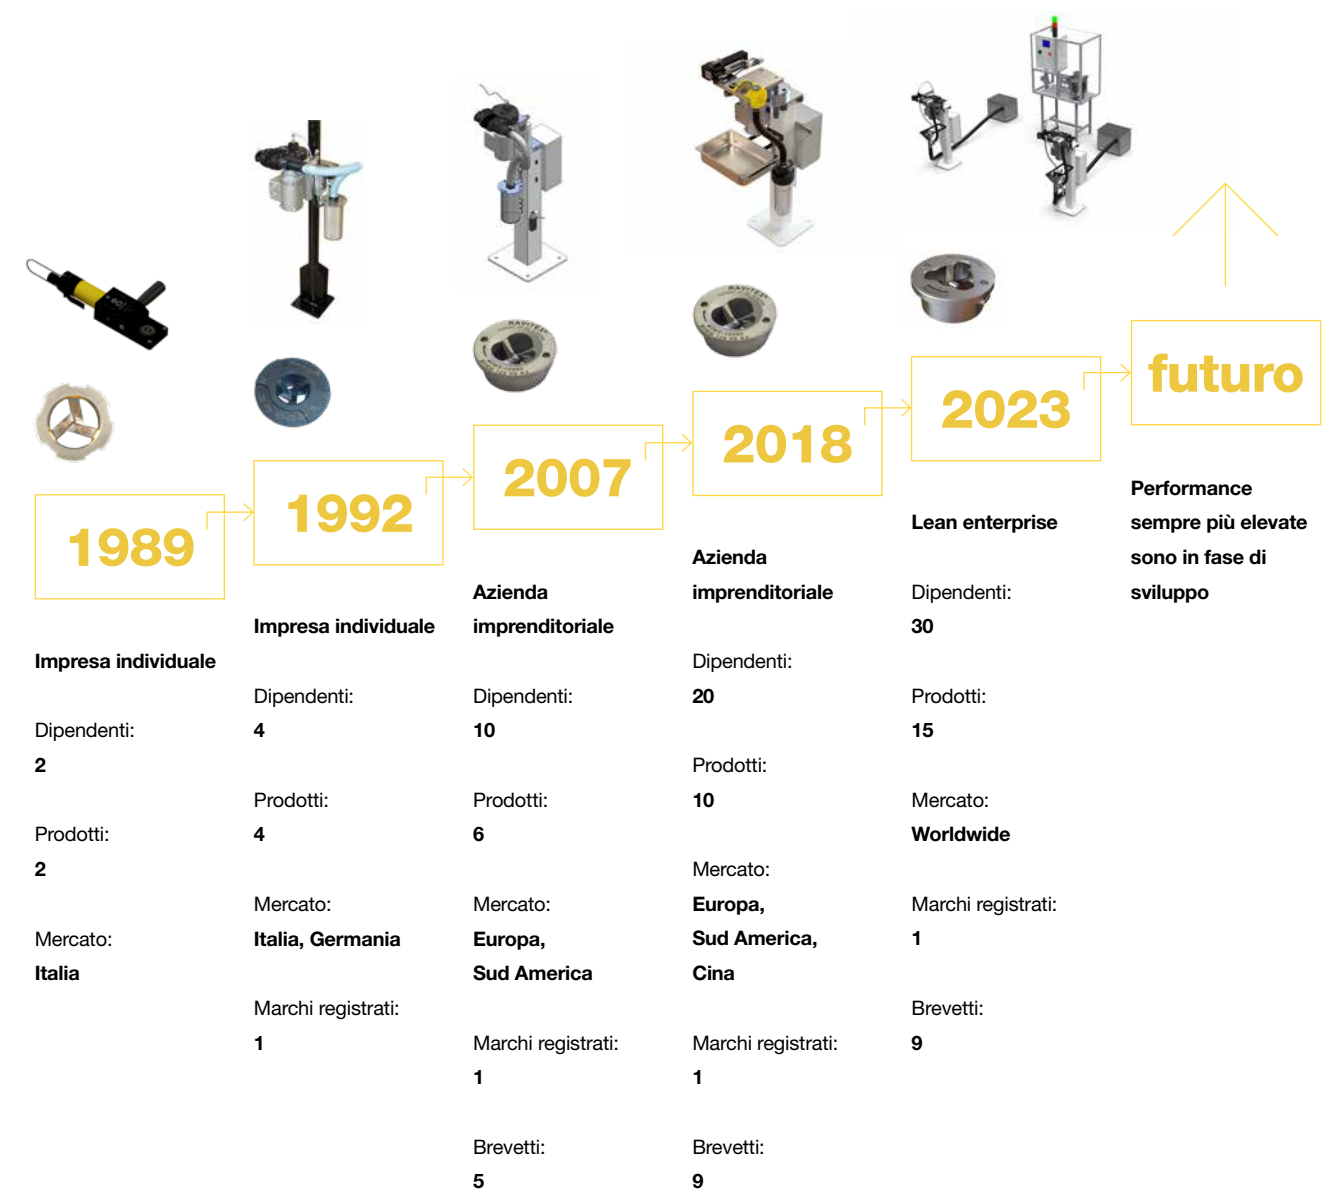 1989
Impresa individuale
Dipendenti:
2
Prodotti:
2
Mercato:
Italia
1992
Impresa individuale
Dipendenti:
4
Prodotti:
4
Mercato:
Italia, Germania
Marchi registrati:
1
RAVITEX
2007
Azienda
imprenditoriale
Dipendenti:
10
Prodotti:
6
Mercato:
Europa,
Sud America
Marchi registrati:
1
Brevetti:
5
RAVITEX
2018
Azienda
imprenditoriale
Dipendenti:
20
Prodotti:
10
Mercato:
Europa,
Sud America,
Cina
Marchi registrati:
1
Brevetti:
9
2023
Lean enterprise
Dipendenti:
30
Prodotti:
15
Mercato:
Worldwide
Marchi registrati:
1
Brevetti:
9
futuro
Performance
sempre più elevate
sono in fase di
sviluppo